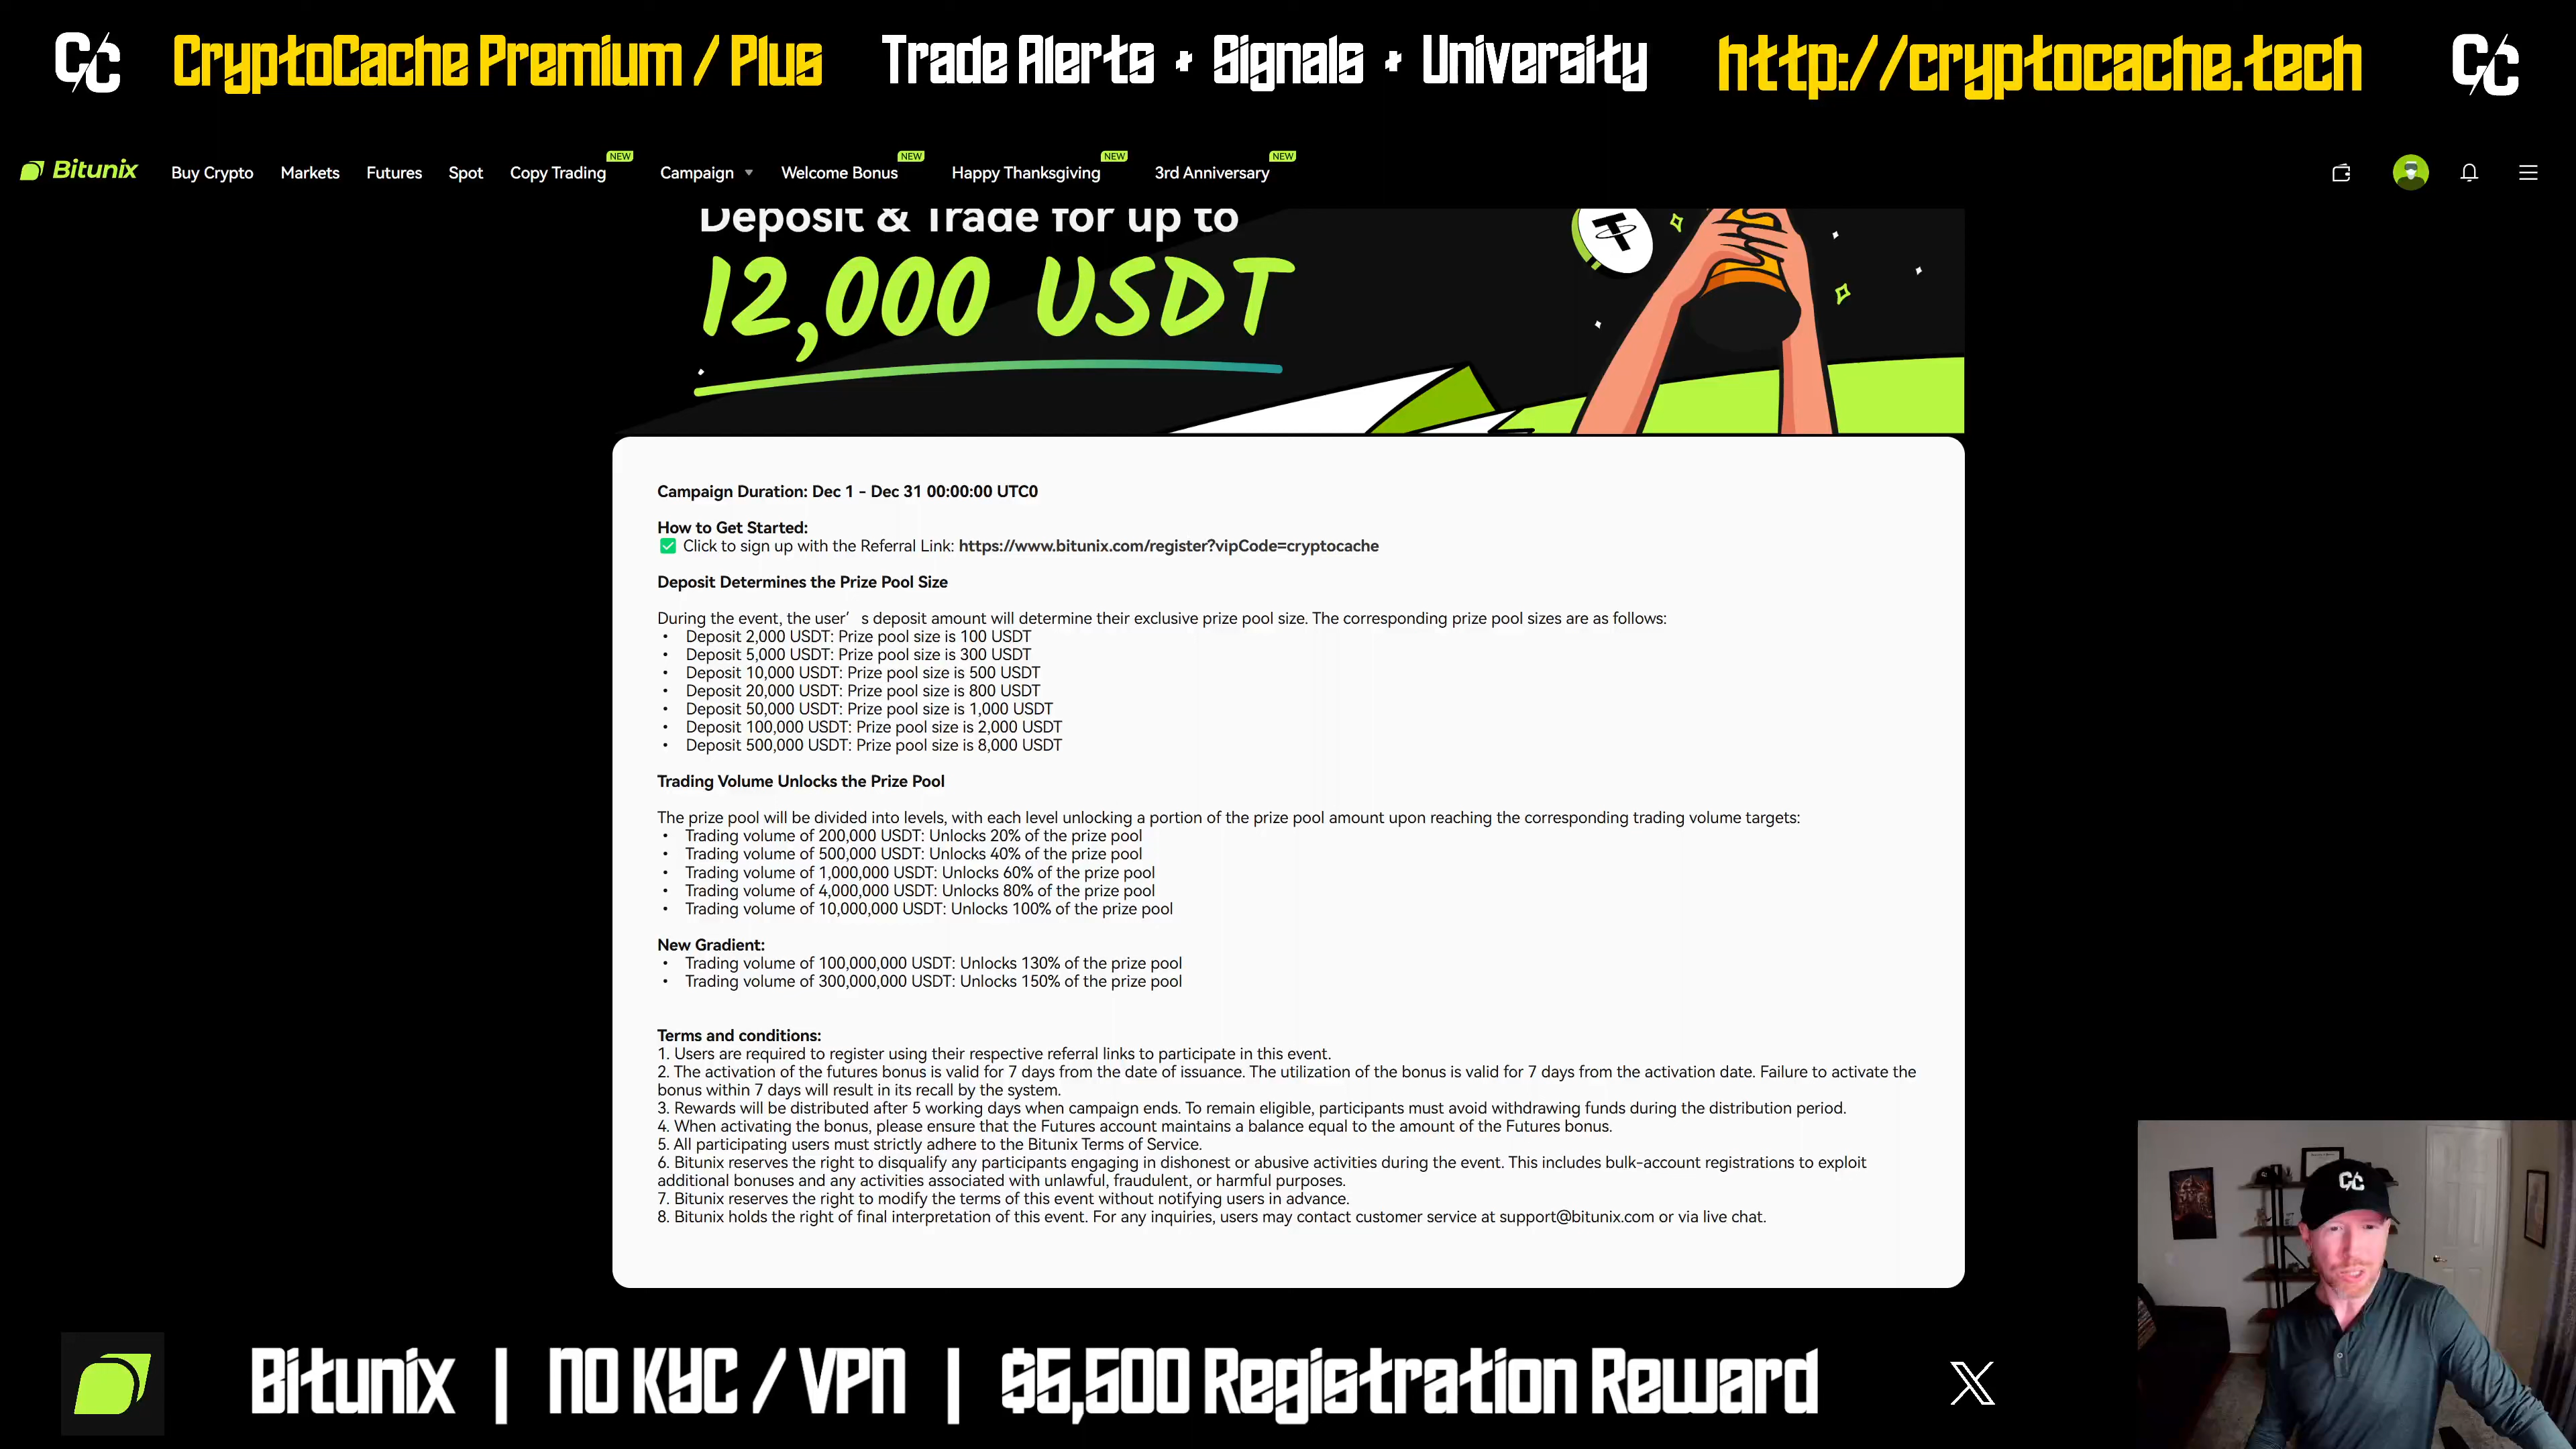 CC CryptoCache Premium / Plus Trade Alerts + Signals + University http://cryptocache.tech CC
Bitunix Buy Crypto Markets Futures Spot Copy Trading NEW Campaign Welcome Bonus NEW Happy Thanksgiving NEW 3rd Anniversary NEW
Deposit & Trade for up to
12,000 USDT
Campaign Duration: Dec 1 - Dec 31 00:00:00 UTC0
How to Get Started:
✅ Click to sign up with the Referral Link: https://www.bitunix.com/register?vipCode=cryptocache
Deposit Determines the Prize Pool Size
During the event, the user's deposit amount will determine their exclusive prize pool size. The corresponding prize pool sizes are as follows:
• Deposit 2,000 USDT: Prize pool size is 100 USDT
• Deposit 5,000 USDT: Prize pool size is 300 USDT
• Deposit 10,000 USDT: Prize pool size is 500 USDT
• Deposit 20,000 USDT: Prize pool size is 800 USDT
• Deposit 50,000 USDT: Prize pool size is 1,000 USDT
• Deposit 100,000 USDT: Prize pool size is 2,000 USDT
• Deposit 500,000 USDT: Prize pool size is 8,000 USDT
Trading Volume Unlocks the Prize Pool
The prize pool will be divided into levels, with each level unlocking a portion of the prize pool amount upon reaching the corresponding trading volume targets:
• Trading volume of 200,000 USDT: Unlocks 20% of the prize pool
• Trading volume of 500,000 USDT: Unlocks 40% of the prize pool
• Trading volume of 1,000,000 USDT: Unlocks 60% of the prize pool
• Trading volume of 4,000,000 USDT: Unlocks 80% of the prize pool
• Trading volume of 10,000,000 USDT: Unlocks 100% of the prize pool
New Gradient:
• Trading volume of 100,000,000 USDT: Unlocks 130% of the prize pool
• Trading volume of 300,000,000 USDT: Unlocks 150% of the prize pool
Terms and conditions:
1. Users are required to register using their respective referral links to participate in this event.
2. The activation of the futures bonus is valid for 7 days from the date of issuance. The utilization of the bonus is valid for 7 days from the activation date. Failure to activate the
bonus within 7 days will result in its recall by the system.
3. Rewards will be distributed after 5 working days when campaign ends. To remain eligible, participants must avoid withdrawing funds during the distribution period.
4. When activating the bonus, please ensure that the Futures account maintains a balance equal to the amount of the Futures bonus.
5. All participating users must strictly adhere to the Bitunix Terms of Service.
6. Bitunix reserves the right to disqualify any participants engaging in dishonest or abusive activities during the event. This includes bulk-account registrations to exploit
additional bonuses and any activities associated with unlawful, fraudulent, or harmful purposes.
7. Bitunix reserves the right to modify the terms of this event without notifying users in advance.
8. Bitunix holds the right of final interpretation of this event. For any inquiries, users may contact customer service at support@bitunix.com or via live chat.
CC
Bitunix | NO KYC / VPN | $5,500 Registration Reward X